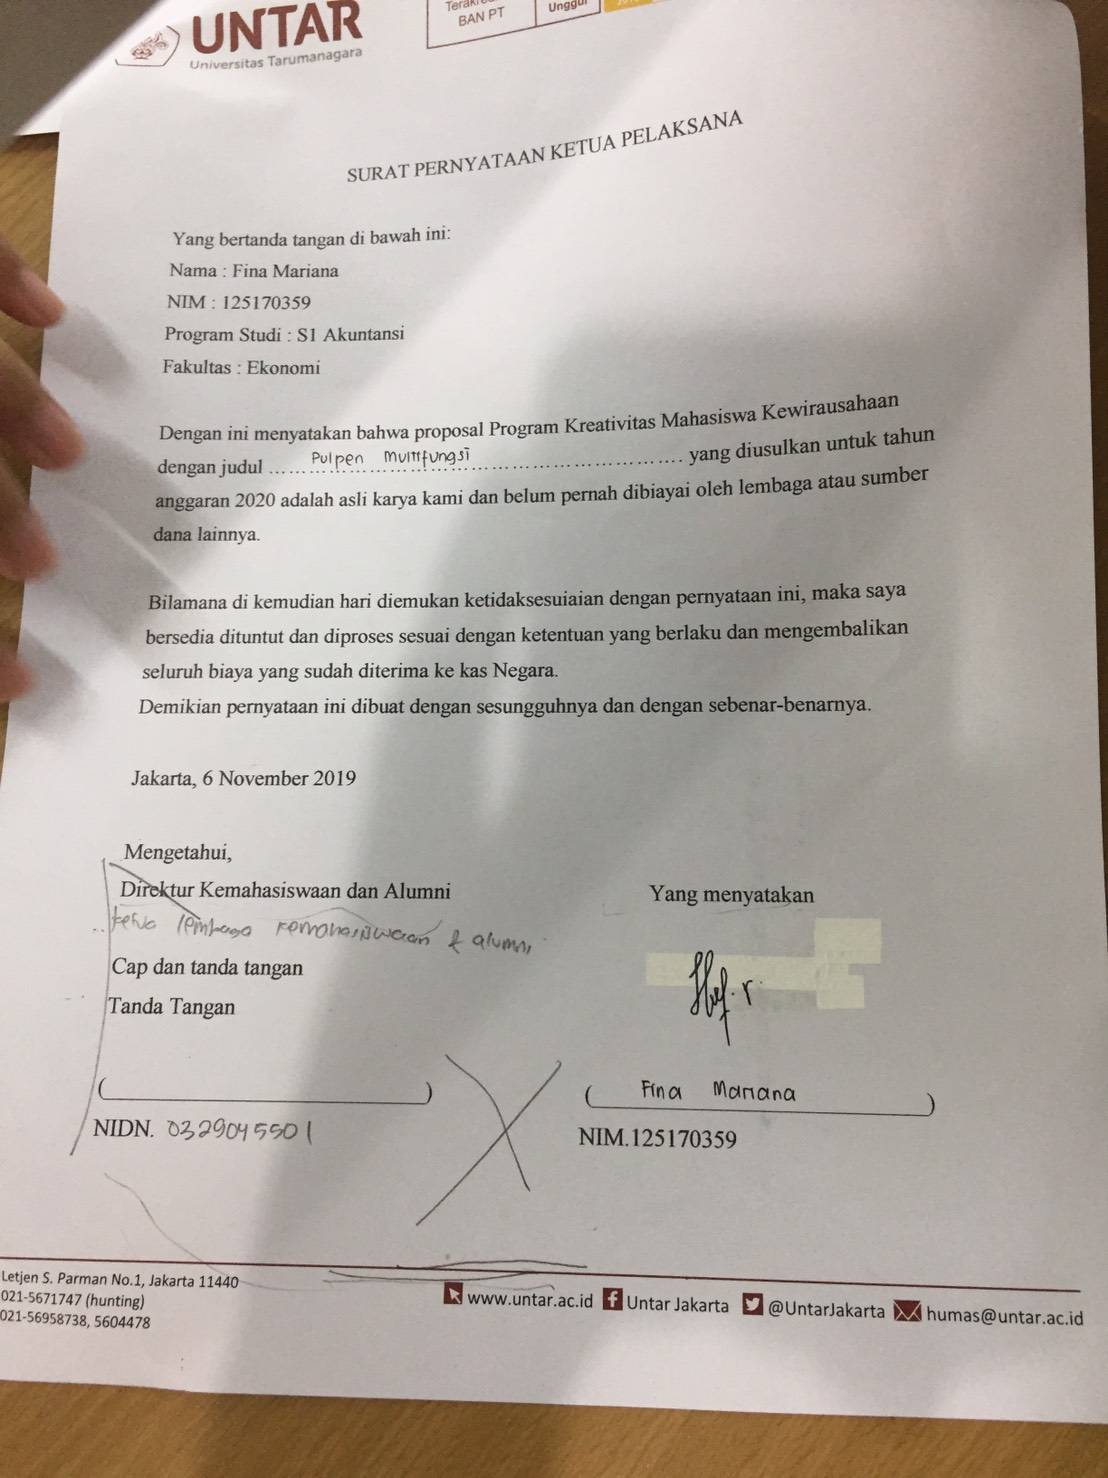 UNTAR
Universitas Tarumanagara
BAN PT
Unggul
SURAT PERNYATAAN KETUA PELAKSANA
Yang bertanda tangan di bawah ini:
Nama : Fina Mariana
NIM : 125170359
Program Studi : S1 Akuntansi
Fakultas : Ekonomi
Dengan ini menyatakan bahwa proposal Program Kreativitas Mahasiswa Kewirausahaan
dengan judul ...... Pulpen Multifungsi ...... yang diusulkan untuk tahun
anggaran 2020 adalah asli karya kami dan belum pernah dibiayai oleh lembaga atau sumber
dana lainnya.
Bilamana di kemudian hari diemukan ketidaksesuiaian dengan pernyataan ini, maka saya
bersedia dituntut dan diproses sesuai dengan ketentuan yang berlaku dan mengembalikan
seluruh biaya yang sudah diterima ke kas Negara.
Demikian pernyataan ini dibuat dengan sesungguhnya dan dengan sebenar-benarnya.
Jakarta, 6 November 2019
Mengetahui,
Direktur Kemahasiswaan dan Alumni
Yang menyatakan
ketua lembaga kemahasiswaan & alumni
Cap dan tanda tangan
Tanda Tangan
( )
( Fina Mariana )
NIDN. 0329045501
NIM.125170359
Letjen S. Parman No.1, Jakarta 11440
021-5671747 (hunting)
021-56958738, 5604478
www.untar.ac.id Untar Jakarta @UntarJakarta humas@untar.ac.id